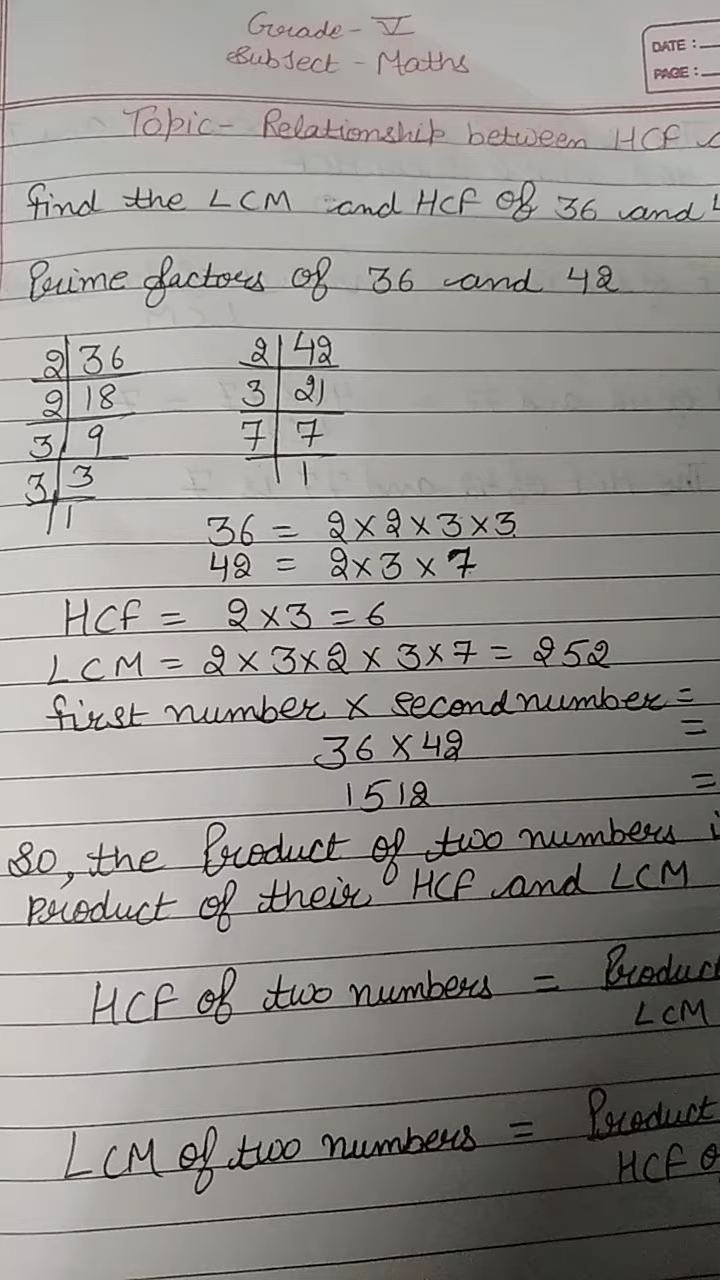 Grade - V
Subject - Maths
DATE :
PAGE :
Topic - Relationship between HCF
find the LCM and HCF of 36 and
Prime factors of 36 and 42
2 36
2 18
3 9
3 3
1
2 42
3 21
7 7
1
36 = 2 × 2 × 3 × 3
42 = 2 × 3 × 7
HCF = 2 × 3 = 6
LCM = 2 × 3 × 2 × 3 × 7 = 252
first number × second number =
36 × 42 =
1512 =
So, the Product of two numbers
Product of their HCF and LCM
HCF of two numbers = Product
LCM
LCM of two numbers = Product
HCF